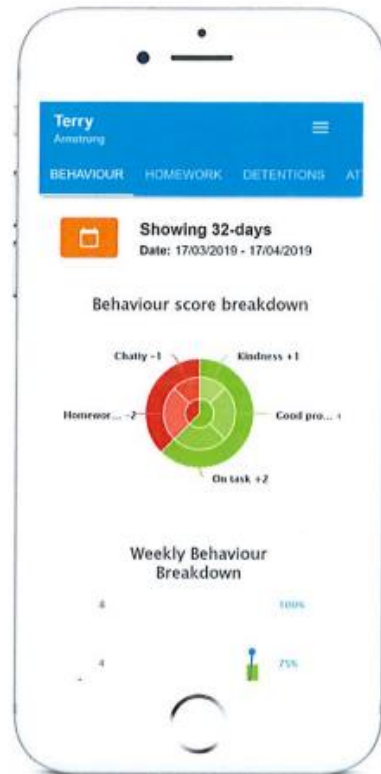 Terry
Armstrong
BEHAVIOUR HOMEWORK DETENTIONS AT
Showing 32-days
Date: 17/03/2019 - 17/04/2019
Behaviour score breakdown
Chatty -1
Kindness +1
Homewor... -2
Good pro... +
On task +2
Weekly Behaviour
Breakdown
8 100%
4 75%